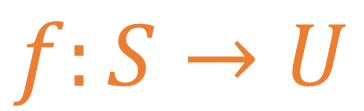 f : S → U